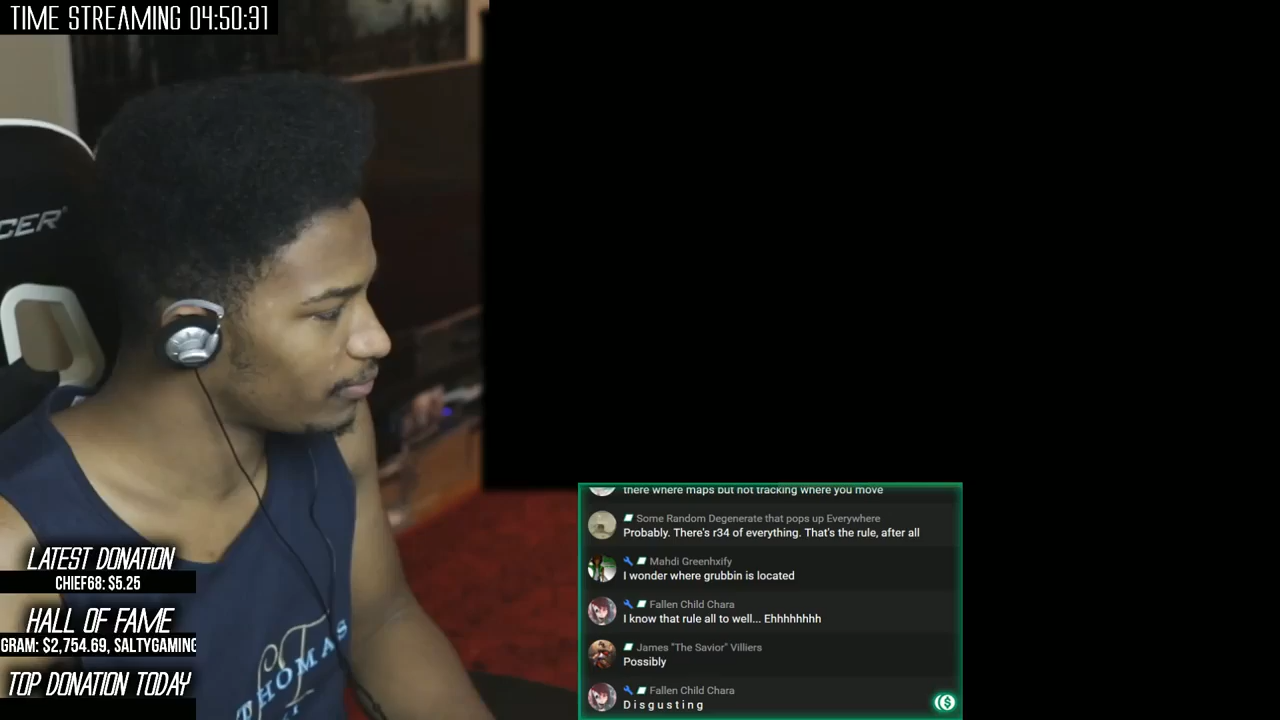 TIME STREAMING 04:50:31
CER
LATEST DONATION
CHIEF68: $5.25
HALL OF FAME
GRAM: $2,754.69, SALTYGAMING
TOP DONATION TODAY
THOMAS
there where maps but not tracking where you move
Some Random Degenerate that pops up Everywhere
Probably. There's r34 of everything. That's the rule, after all
Mahdi Greenhxify
I wonder where grubbin is located
Fallen Child Chara
I know that rule all to well... Ehhhhhhhh
James "The Savior" Villiers
Possibly
Fallen Child Chara
D i s g u s t i n g